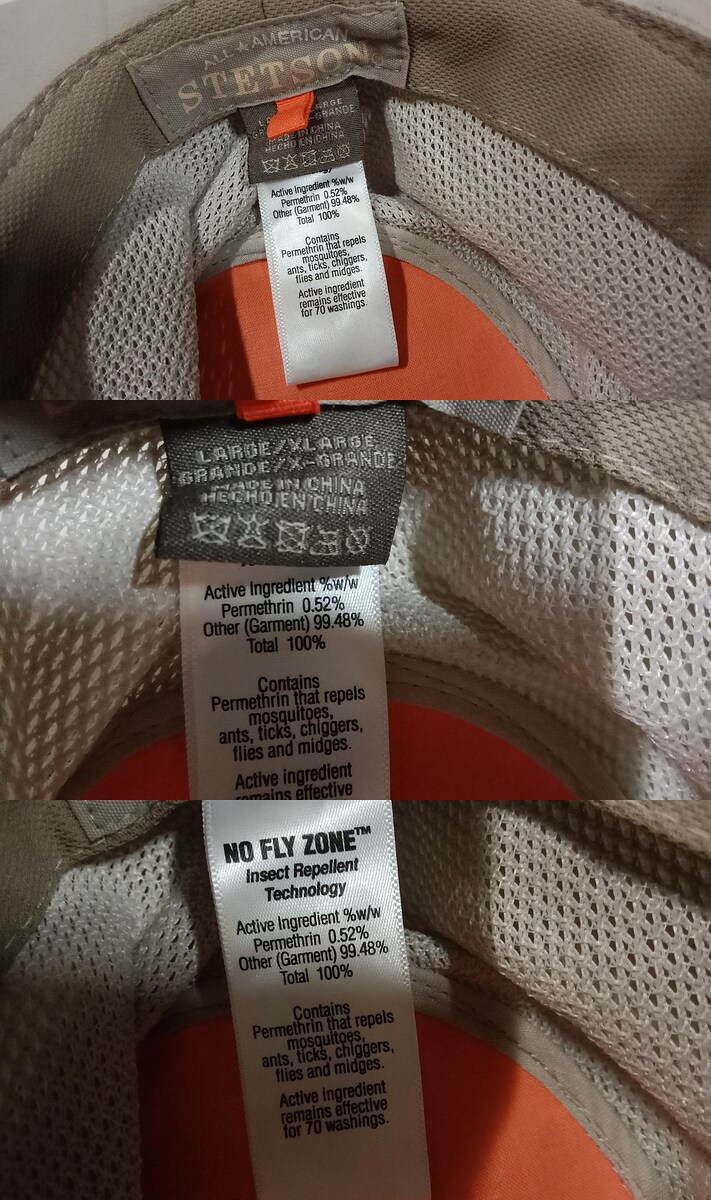 ALL★AMERICAN
STETSON
LARGE
GRANDE
MADE IN CHINA
HECHO EN CHINA
Active Ingredient %w/w
Permethrin 0.52%
Other (Garment) 99.48%
Total 100%
Contains
Permethrin that repels
mosquitoes,
ants, ticks, chiggers,
flies and midges.
Active ingredient
remains effective
for 70 washings.
LARGE/XLARGE
GRANDE/X-GRANDE
MADE IN CHINA
HECHO EN CHINA
Active Ingredient %w/w
Permethrin 0.52%
Other (Garment) 99.48%
Total 100%
Contains
Permethrin that repels
mosquitoes,
ants, ticks, chiggers,
flies and midges.
Active ingredient
remains effective
NO FLY ZONE™
Insect Repellent
Technology
Active Ingredient %w/w
Permethrin 0.52%
Other (Garment) 99.48%
Total 100%
Contains
Permethrin that repels
mosquitoes,
ants, ticks, chiggers,
flies and midges.
Active ingredient
remains effective
for 70 washings.